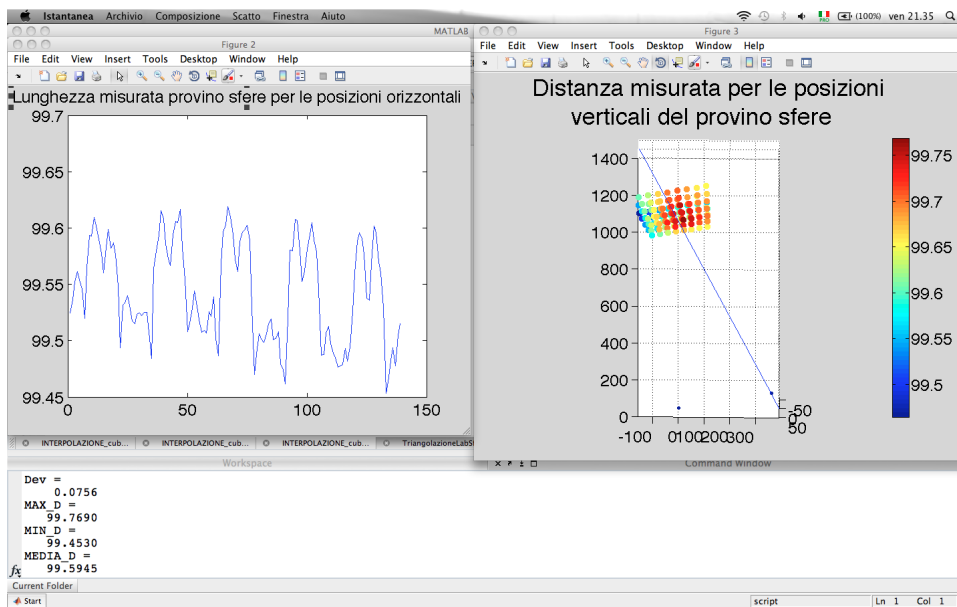 Istantanea Archivio Composizione Scatto Finestra Aiuto
PRO (100%) ven 21.35
MATLAB
Figure 2
File Edit View Insert Tools Desktop Window Help
Lunghezza misurata provino sfere per le posizioni orizzontali
99.7
99.65
99.6
99.55
99.5
99.45
0 50 100 150
Figure 3
File Edit View Insert Tools Desktop Window Help
Distanza misurata per le posizioni
verticali del provino sfere
1400
1200
1000
800
600
400
200
0
-100 0 100 200 300
-50
0
50
99.75
99.7
99.65
99.6
99.55
99.5
INTERPOLAZIONE_cub... INTERPOLAZIONE_cub... INTERPOLAZIONE_cub...
Workspace
Command Window
Dev =
0.0756
MAX_D =
99.7690
MIN_D =
99.4530
MEDIA_D =
99.5945
fx
Current Folder
Start
script Ln 1 Col 1